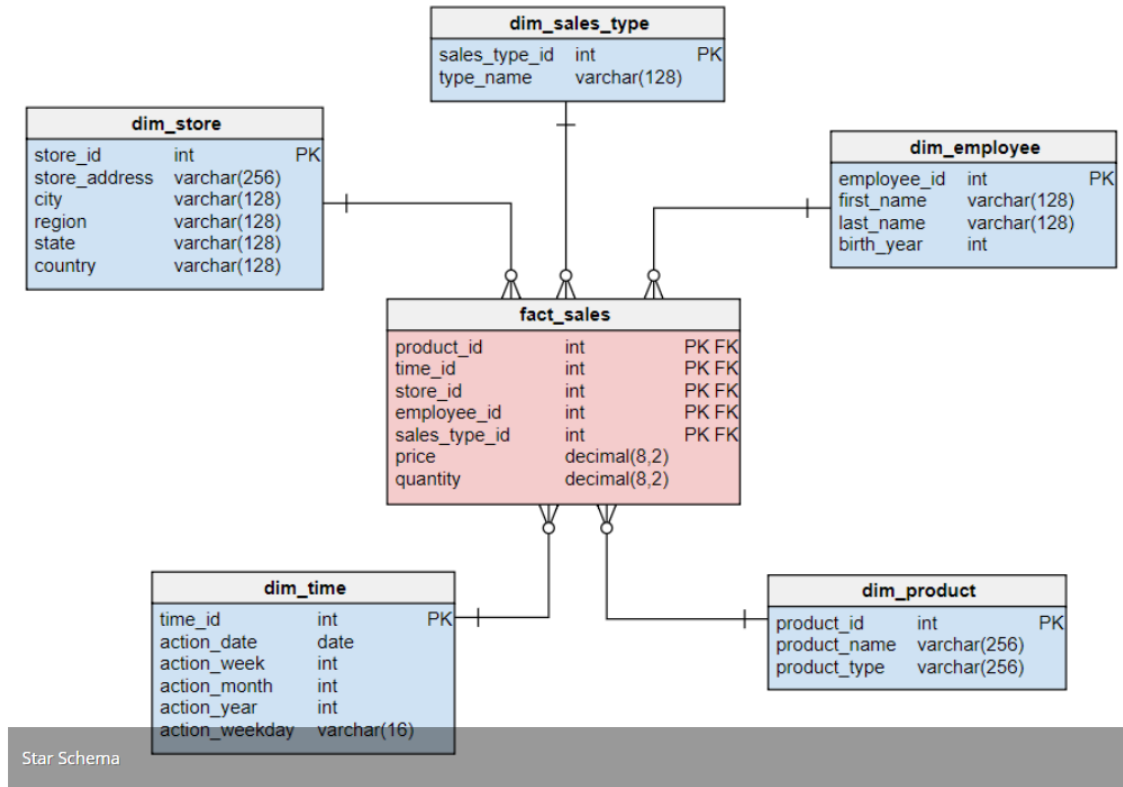 dim_sales_type
sales_type_id int PK
type_name varchar(128)
dim_store
store_id int PK
store_address varchar(256)
city varchar(128)
region varchar(128)
state varchar(128)
country varchar(128)
dim_employee
employee_id int PK
first_name varchar(128)
last_name varchar(128)
birth_year int
fact_sales
product_id int PK FK
time_id int PK FK
store_id int PK FK
employee_id int PK FK
sales_type_id int PK FK
price decimal(8,2)
quantity decimal(8,2)
dim_time
time_id int PK
action_date date
action_week int
action_month int
action_year int
action_weekday varchar(16)
dim_product
product_id int PK
product_name varchar(256)
product_type varchar(256)
Star Schema